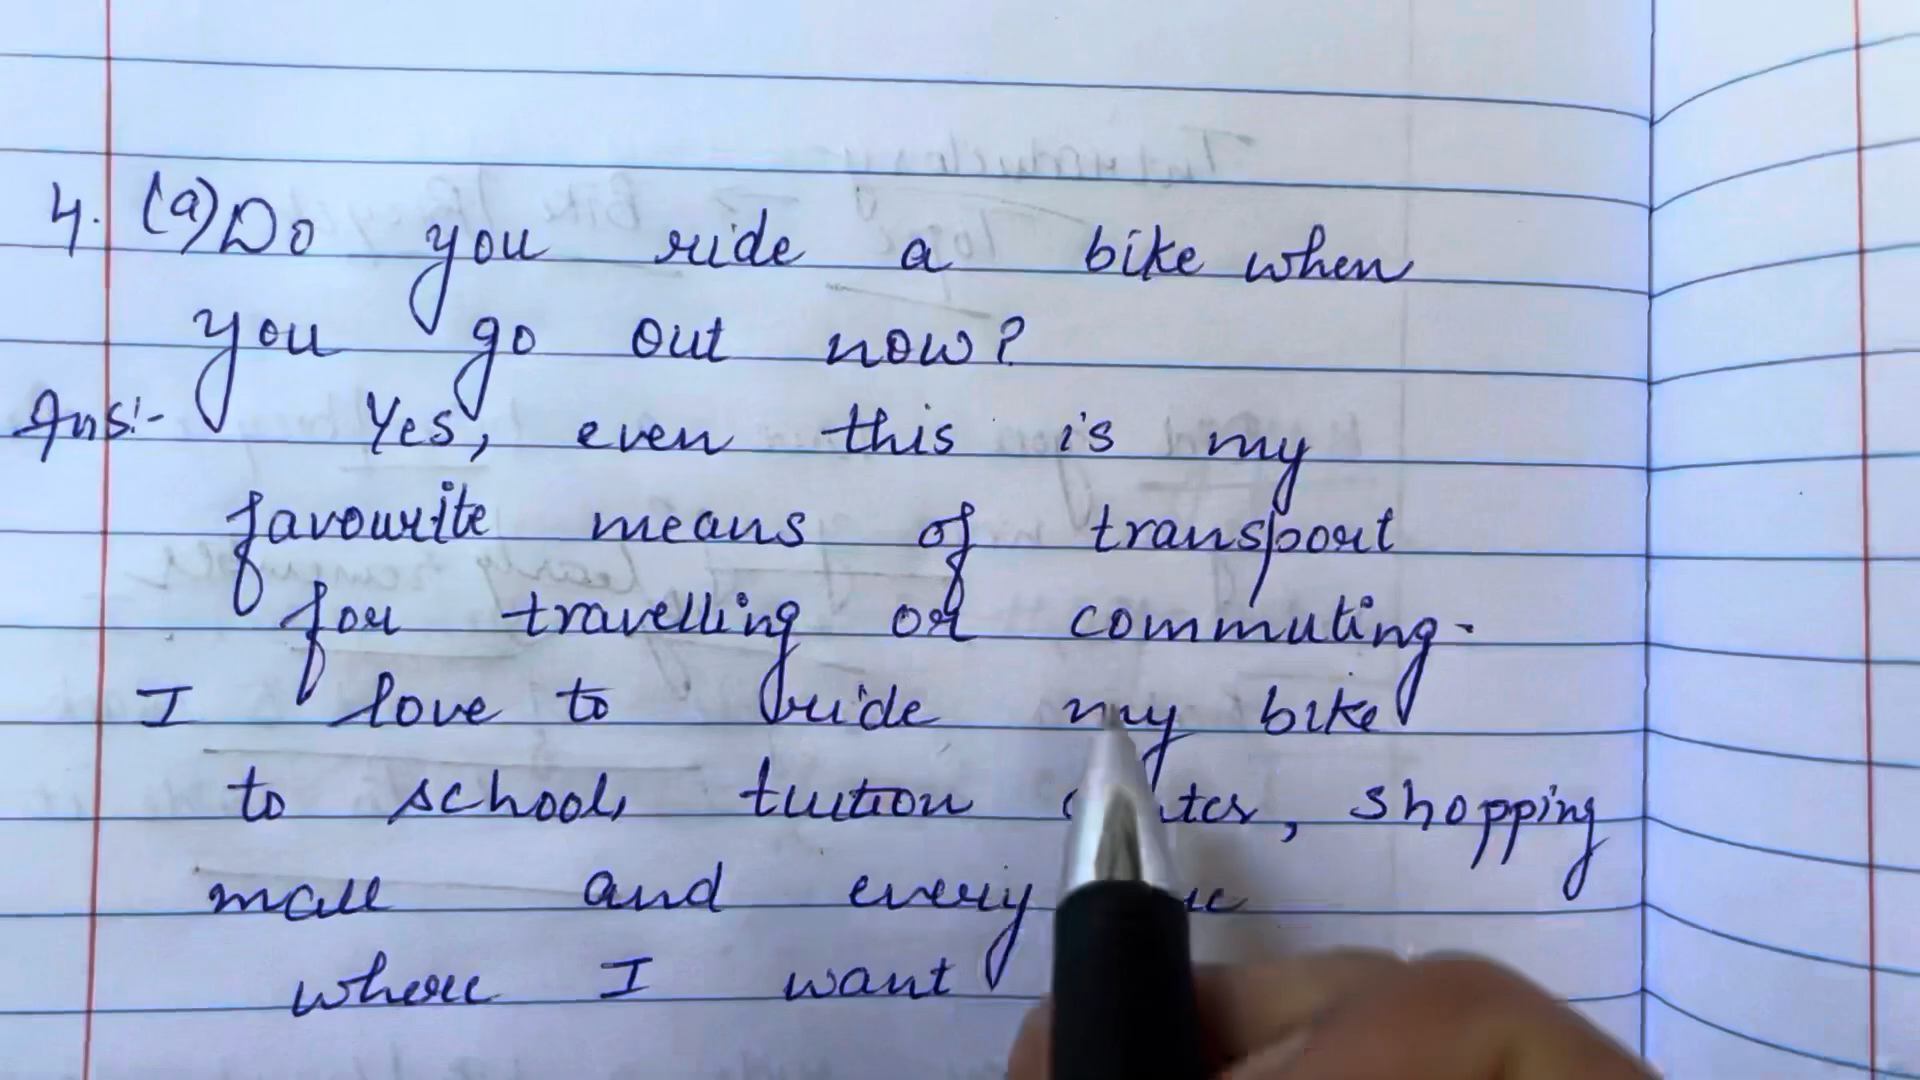 4. (a) Do you ride a bike when
you go out now?
Ans:- Yes, even this is my
favourite means of transport
for travelling or commuting.
I love to ride my bike
to school, tuition, shopping
mall and every
where I want